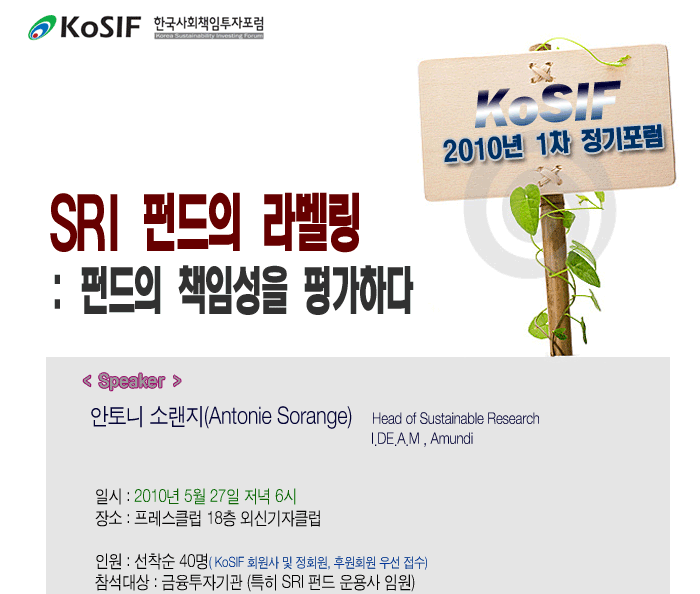 KoSIF 한국사회책임투자포럼
Korea Sustainability Investing Forum
KoSIF
2010년 1차 정기포럼
SRI 펀드의 라벨링
: 펀드의 책임성을 평가하다
< Speaker >
안토니 소랜지(Antonie Sorange) Head of Sustainable Research
I.DE.A.M , Amundi
일시 : 2010년 5월 27일 저녁 6시
장소 : 프레스클럽 18층 외신기자클럽
인원 : 선착순 40명( KoSIF 회원사 및 정회원, 후원회원 우선 접수)
참석대상 : 금융투자기관 (특히 SRI 펀드 운용사 임원)